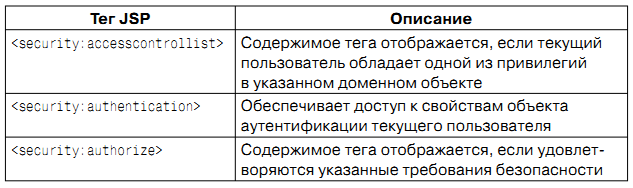 Тег JSP Описание
<security:accesscontrollist> Содержимое тега отображается, если текущий
пользователь обладает одной из привилегий
в указанном доменном объекте
<security:authentication> Обеспечивает доступ к свойствам объекта
аутентификации текущего пользователя
<security:authorize> Содержимое тега отображается, если удовлет-
воряются указанные требования безопасности